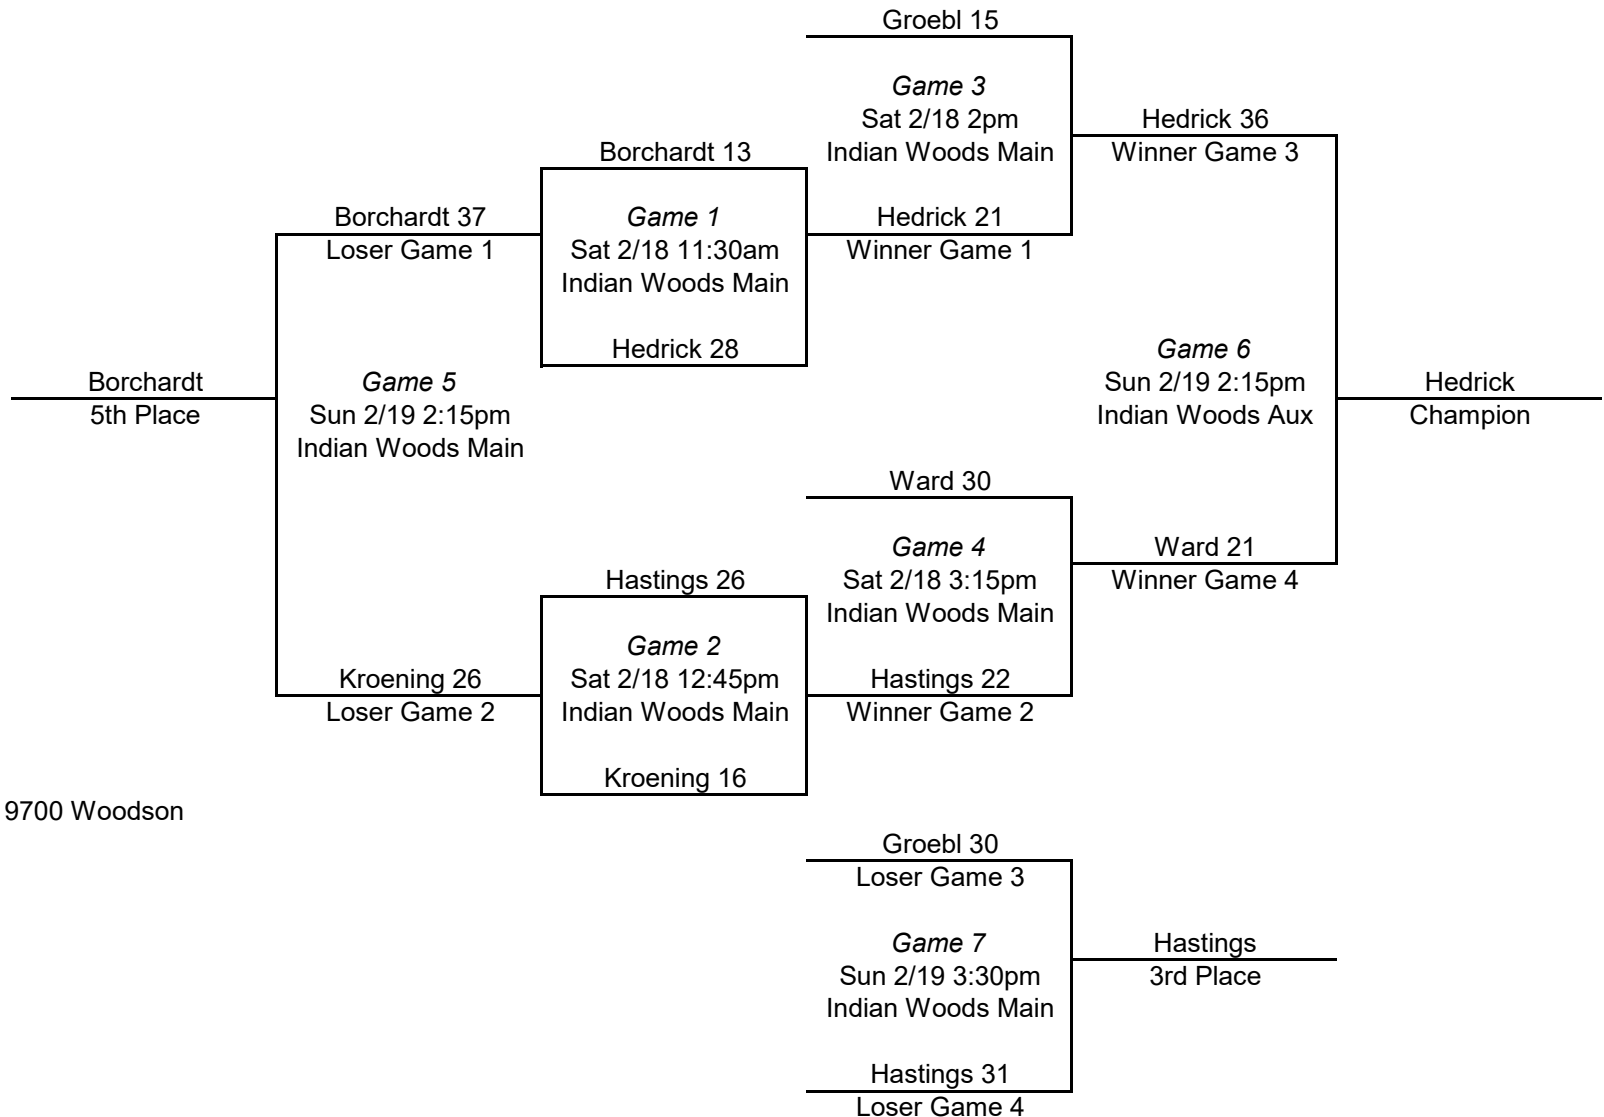 Groebl 15
Game 3
Sat 2/18 2pm
Indian Woods Main
Hedrick 36
Winner Game 3
Borchardt 13
Borchardt 37
Loser Game 1
Game 1
Sat 2/18 11:30am
Indian Woods Main
Hedrick 21
Winner Game 1
Hedrick 28
Borchardt
5th Place
Game 5
Sun 2/19 2:15pm
Indian Woods Main
Game 6
Sun 2/19 2:15pm
Indian Woods Aux
Hedrick
Champion
Ward 30
Game 4
Sat 2/18 3:15pm
Indian Woods Main
Ward 21
Winner Game 4
Hastings 26
Game 2
Sat 2/18 12:45pm
Indian Woods Main
Kroening 26
Loser Game 2
Hastings 22
Winner Game 2
Kroening 16
9700 Woodson
Groebl 30
Loser Game 3
Game 7
Sun 2/19 3:30pm
Indian Woods Main
Hastings
3rd Place
Hastings 31
Loser Game 4